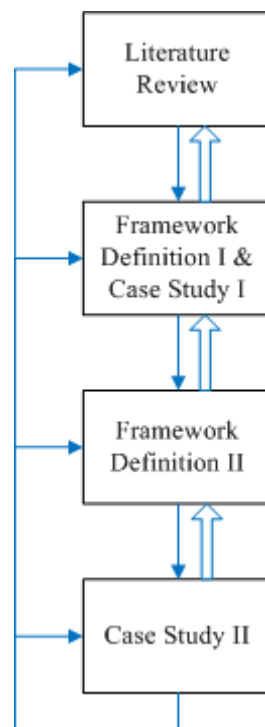 Literature
Review
Framework
Definition I &
Case Study I
Framework
Definition II
Case Study II